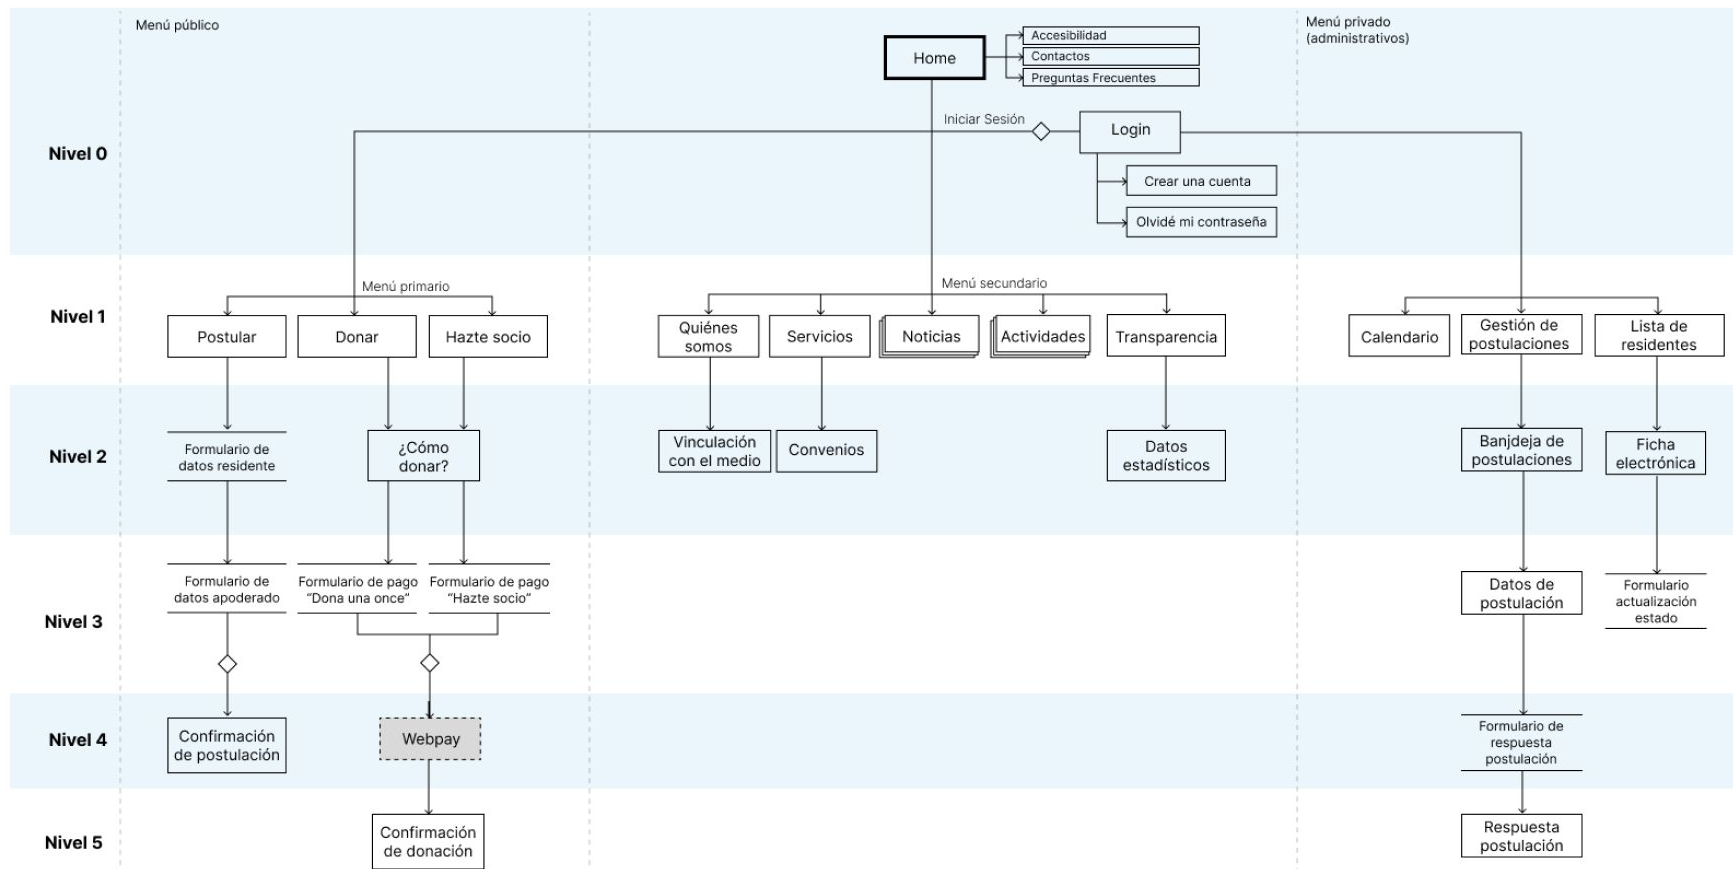 Menú público
Menú privado
(administrativos)
Home
Accesibilidad
Contactos
Preguntas Frecuentes
Nivel 0
Iniciar Sesión
Login
Crear una cuenta
Olvidé mi contraseña
Nivel 1
Menú primario
Postular
Donar
Hazte socio
Menú secundario
Quiénes
somos
Servicios
Noticias
Actividades
Transparencia
Calendario
Gestión de
postulaciones
Lista de
residentes
Nivel 2
Formulario de
datos residente
¿Cómo
donar?
Vinculación
con el medio
Convenios
Datos
estadísticos
Banjdeja de
postulaciones
Ficha
electrónica
Nivel 3
Formulario de
datos apoderado
Formulario de pago
“Dona una once”
Formulario de pago
“Hazte socio”
Datos de
postulación
Formulario
actualización
estado
Nivel 4
Confirmación
de postulación
Webpay
Formulario de
respuesta
postulación
Nivel 5
Confirmación
de donación
Respuesta
postulación